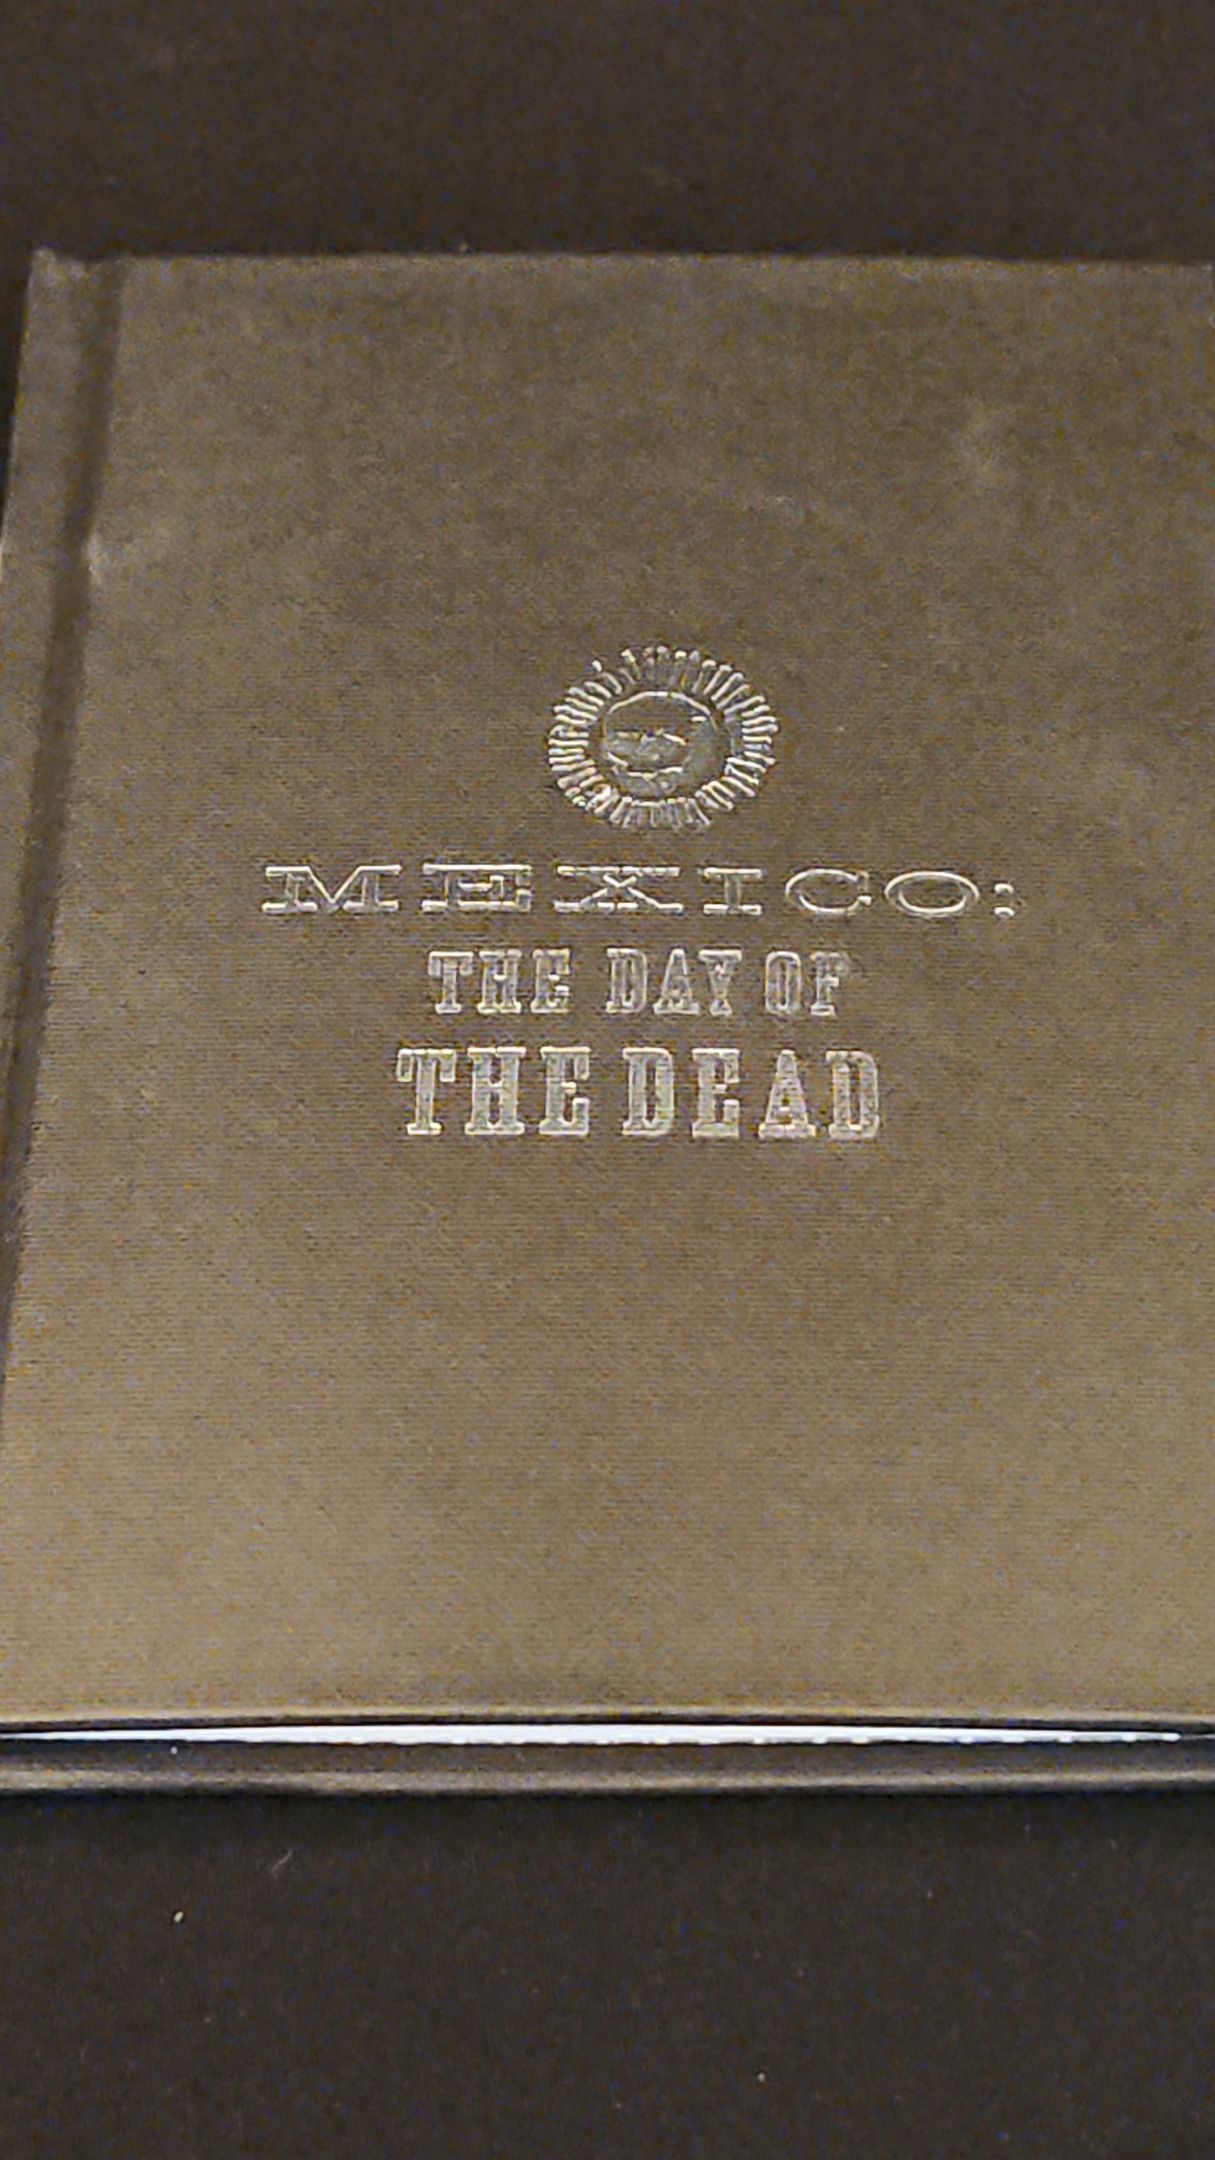 MEXICO:
THE DAY OF
THE DEAD